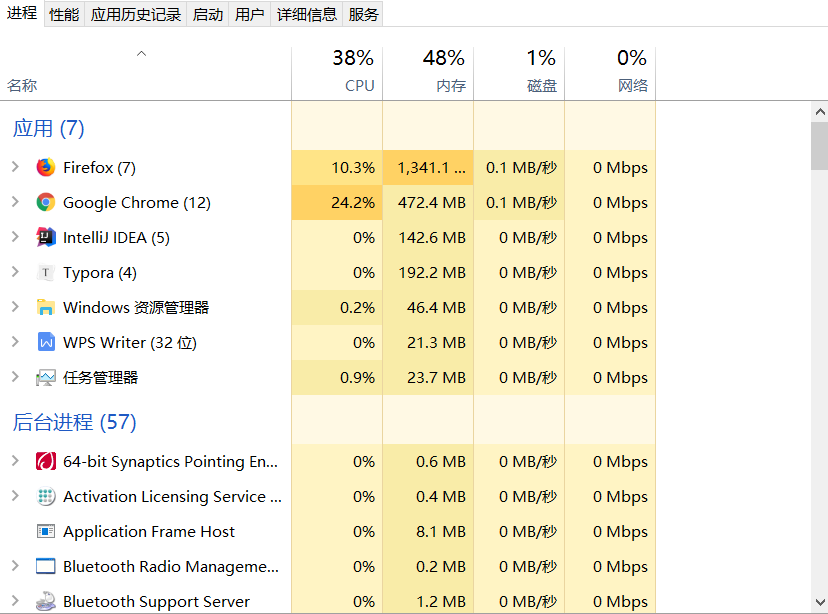 进程 性能 应用历史记录 启动 用户 详细信息 服务
38% 48% 1% 0%
名称 CPU 内存 磁盘 网络
应用 (7)
Firefox (7) 10.3% 1,341.1 ... 0.1 MB/秒 0 Mbps
Google Chrome (12) 24.2% 472.4 MB 0.1 MB/秒 0 Mbps
IntelliJ IDEA (5) 0% 142.6 MB 0 MB/秒 0 Mbps
Typora (4) 0% 192.2 MB 0 MB/秒 0 Mbps
Windows 资源管理器 0.2% 46.4 MB 0 MB/秒 0 Mbps
WPS Writer (32 位) 0% 21.3 MB 0 MB/秒 0 Mbps
任务管理器 0.9% 23.7 MB 0 MB/秒 0 Mbps
后台进程 (57)
64-bit Synaptics Pointing En... 0% 0.6 MB 0 MB/秒 0 Mbps
Activation Licensing Service ... 0% 0.4 MB 0 MB/秒 0 Mbps
Application Frame Host 0% 8.1 MB 0 MB/秒 0 Mbps
Bluetooth Radio Manageme... 0% 0.2 MB 0 MB/秒 0 Mbps
Bluetooth Support Server 0% 1.2 MB 0 MB/秒 0 Mbps